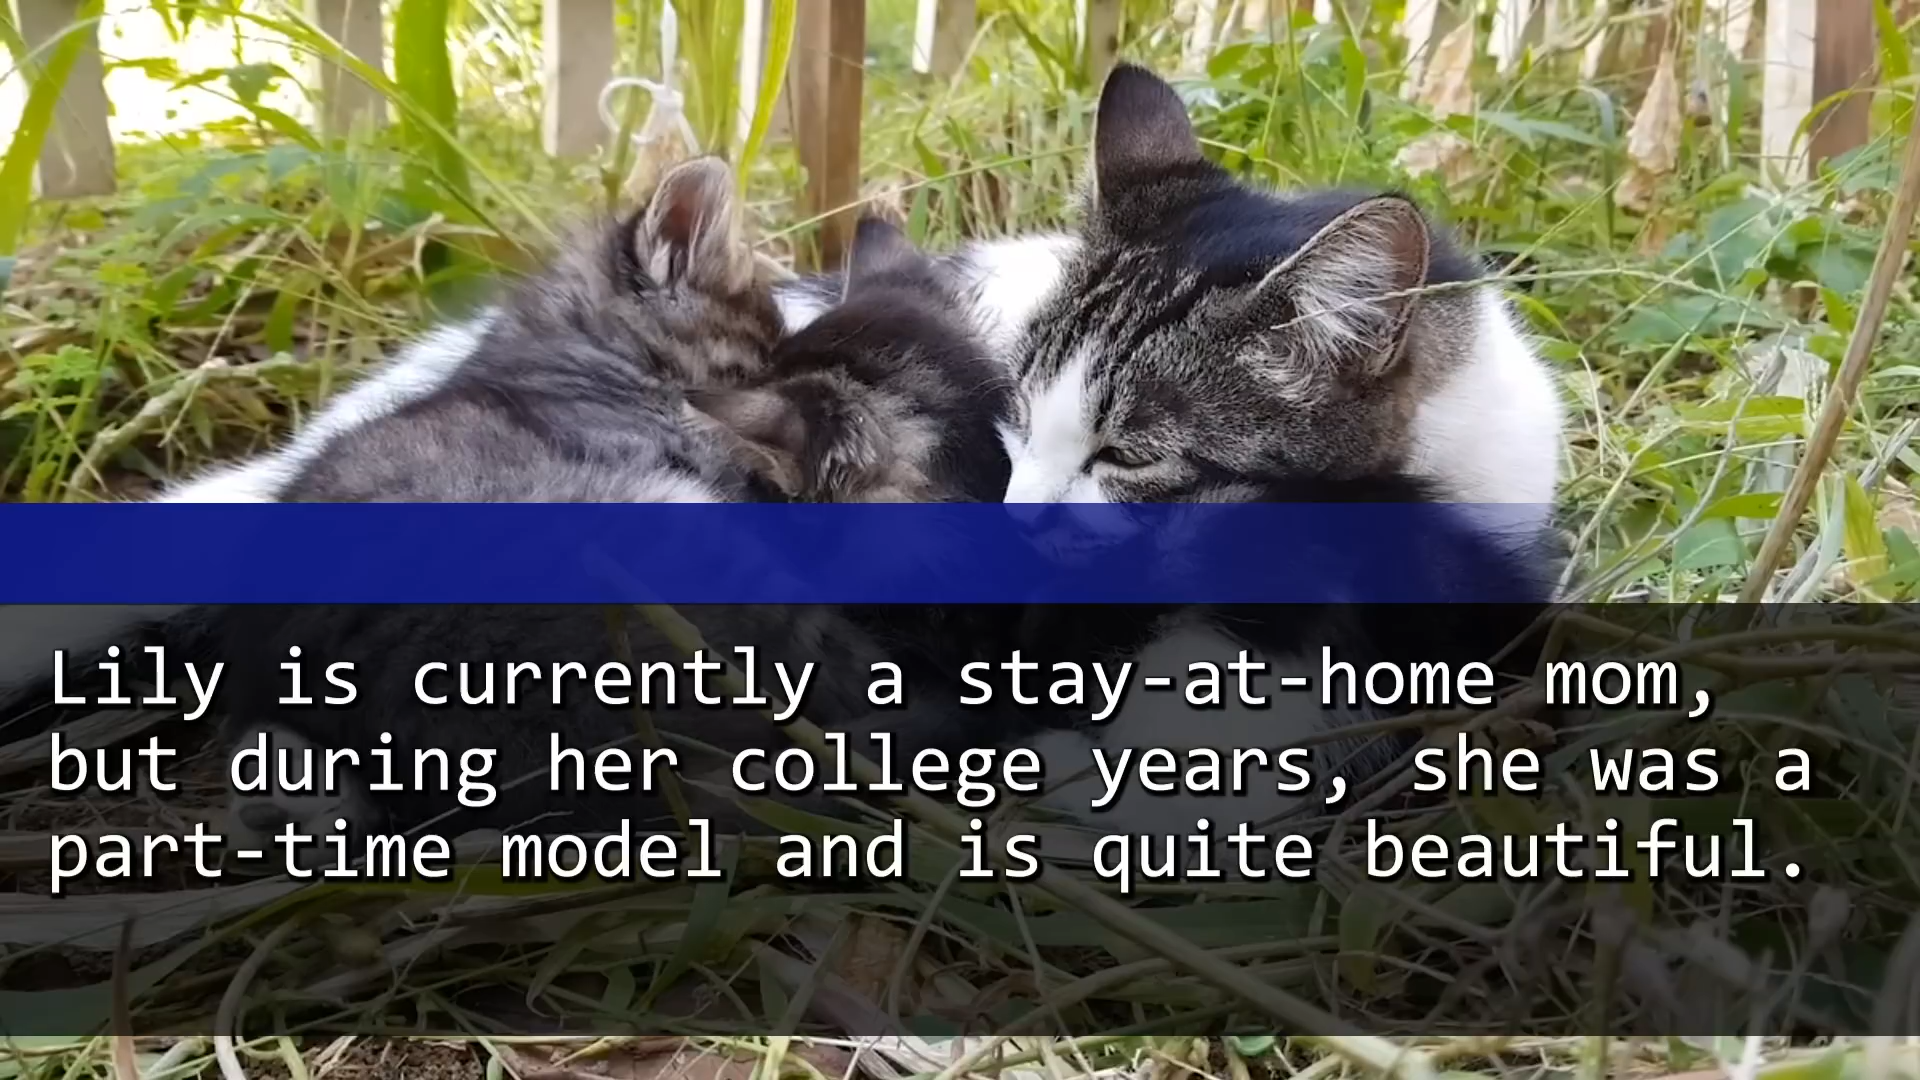 Lily is currently a stay-at-home mom,
but during her college years, she was a
part-time model and is quite beautiful.